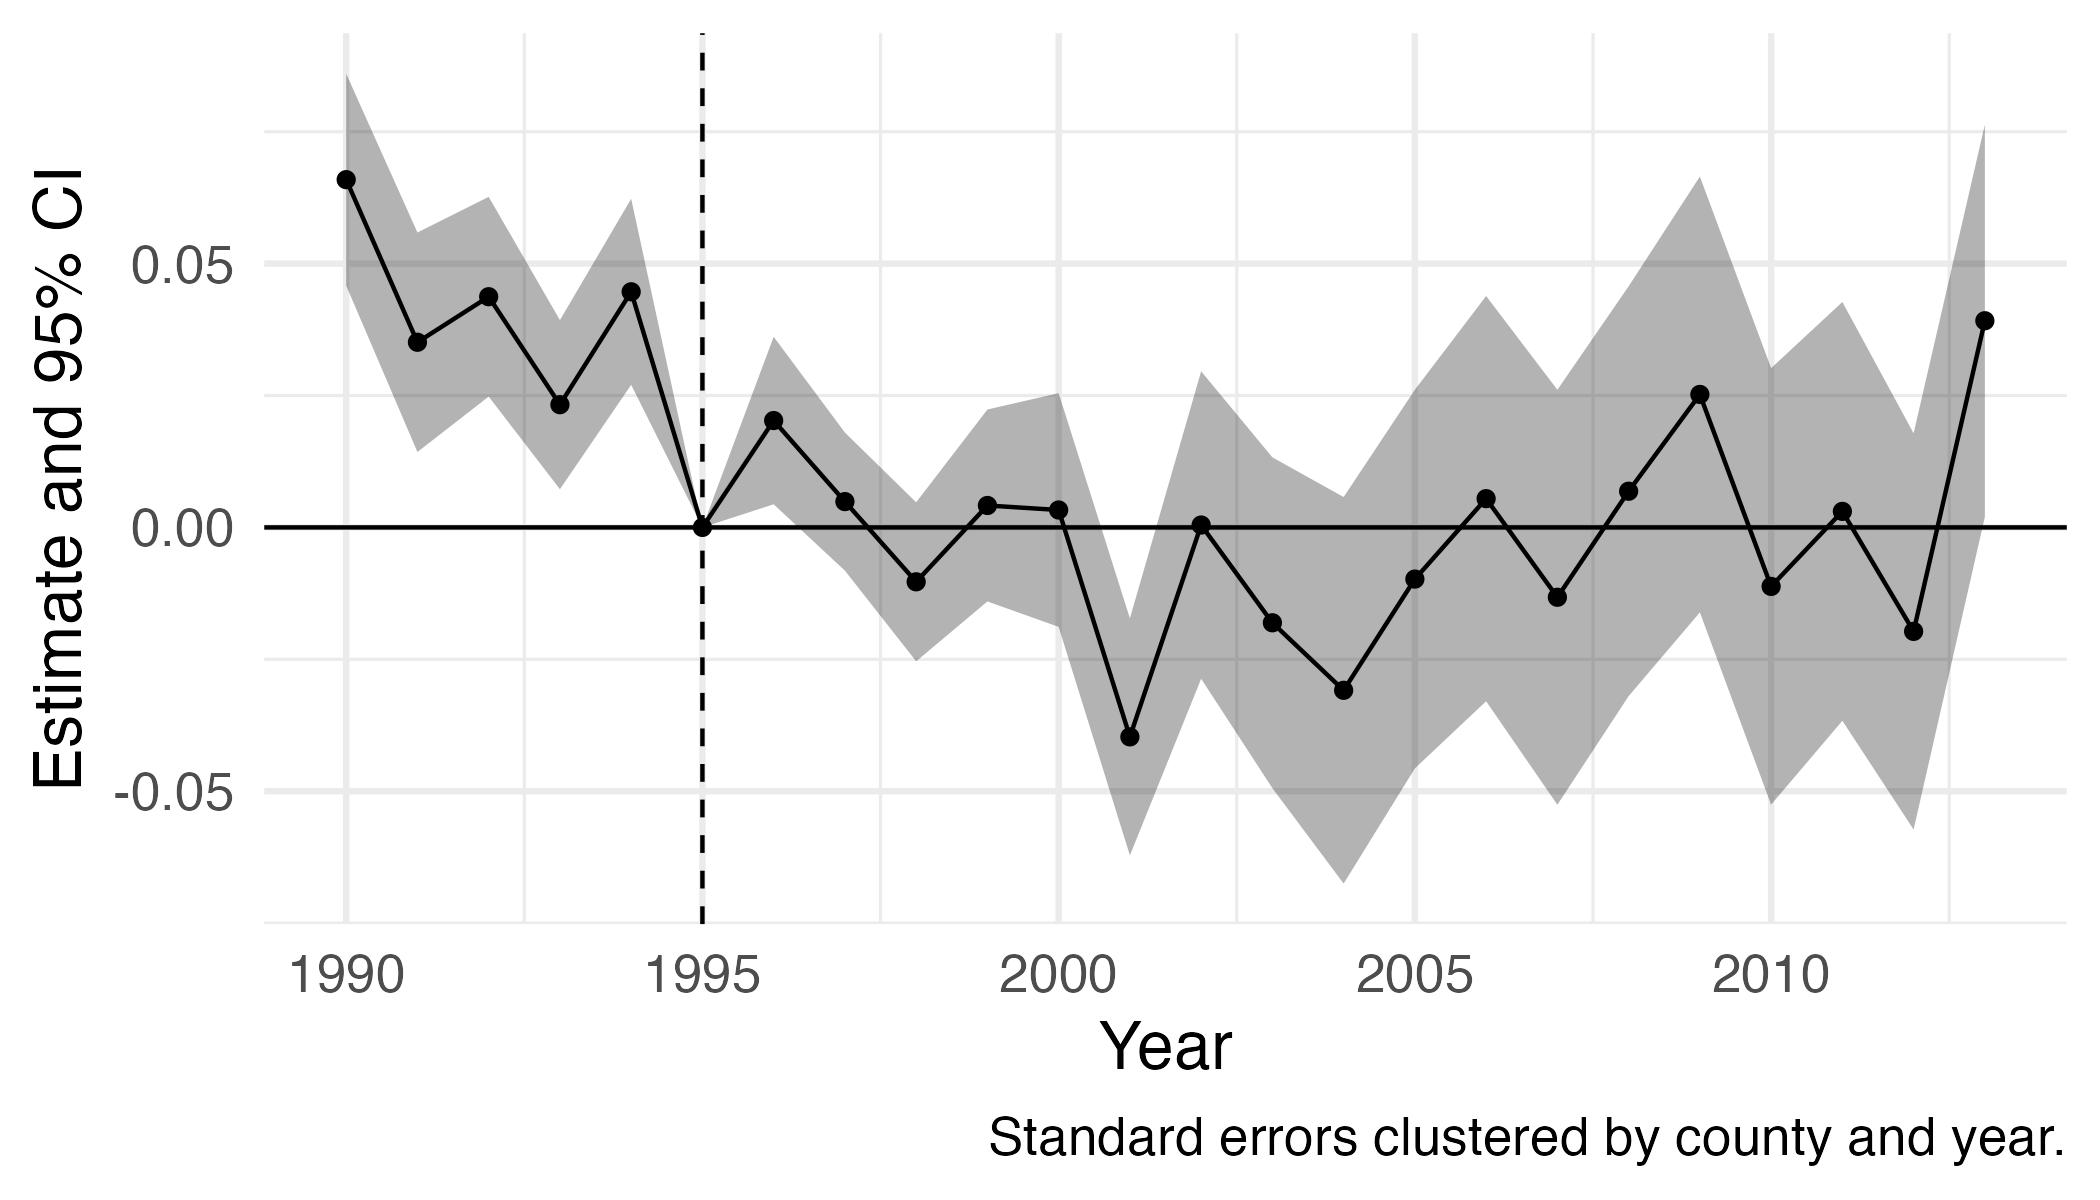 Estimate and 95% CI
0.05
0.00
-0.05
1990 1995 2000 2005 2010
Year
Standard errors clustered by county and year.